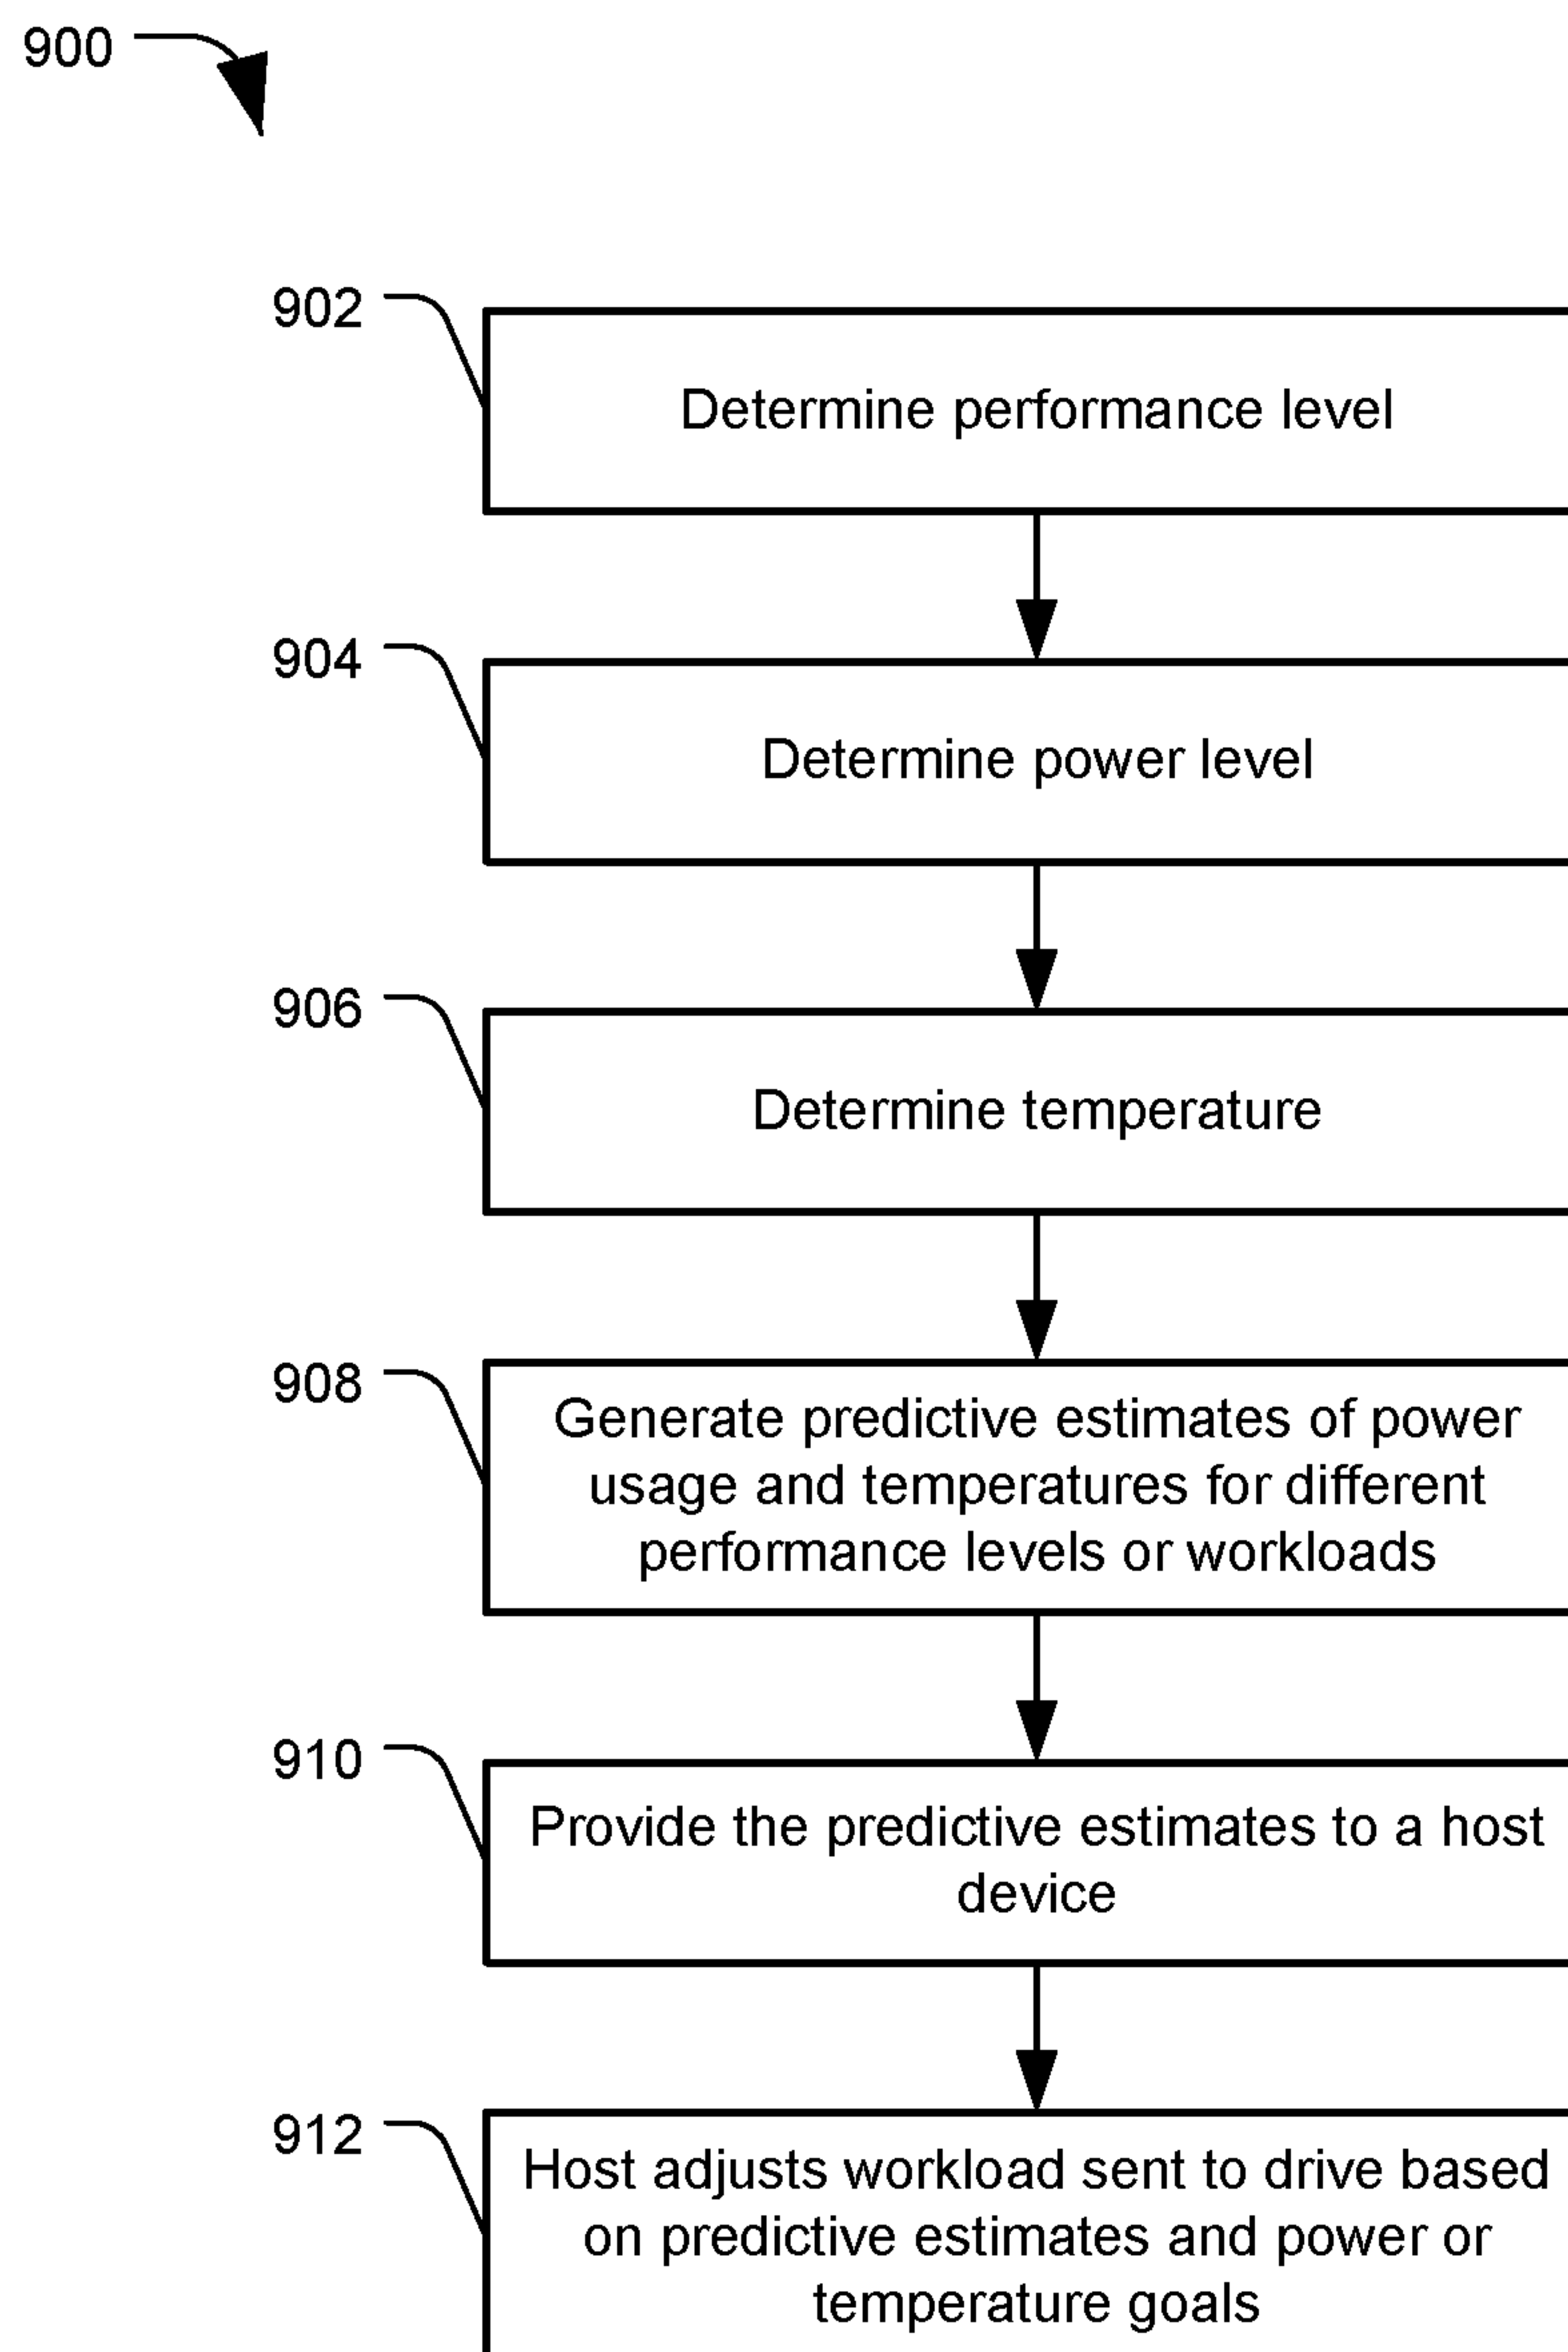 900
902
Determine performance level
904
Determine power level
906
Determine temperature
908
Generate predictive estimates of power
usage and temperatures for different
performance levels or workloads
910
Provide the predictive estimates to a host
device
912
Host adjusts workload sent to drive based
on predictive estimates and power or
temperature goals